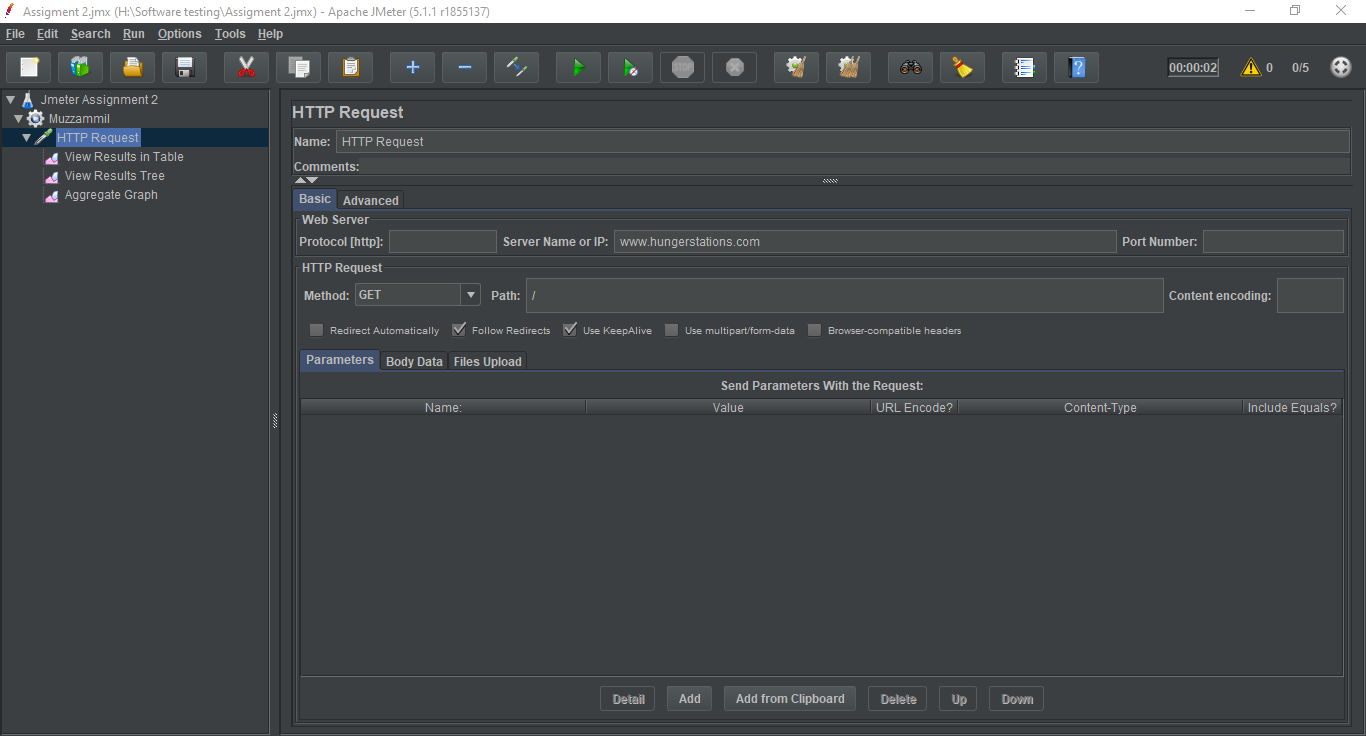 Assigment 2.jmx (H:\Software testing\Assigment 2.jmx) - Apache JMeter (5.1.1 r1855137)
File Edit Search Run Options Tools Help
STOP 00:00:02 0 0/5
Jmeter Assignment 2
Muzzammil
HTTP Request
View Results in Table
View Results Tree
Aggregate Graph
HTTP Request
Name: HTTP Request
Comments:
Basic Advanced
Web Server
Protocol [http]: Server Name or IP: www.hungerstations.com Port Number:
HTTP Request
Method: GET Path: / Content encoding:
Redirect Automatically Follow Redirects Use KeepAlive Use multipart/form-data Browser-compatible headers
Parameters Body Data Files Upload
Send Parameters With the Request:
Name: Value URL Encode? Content-Type Include Equals?
Detail Add Add from Clipboard Delete Up Down